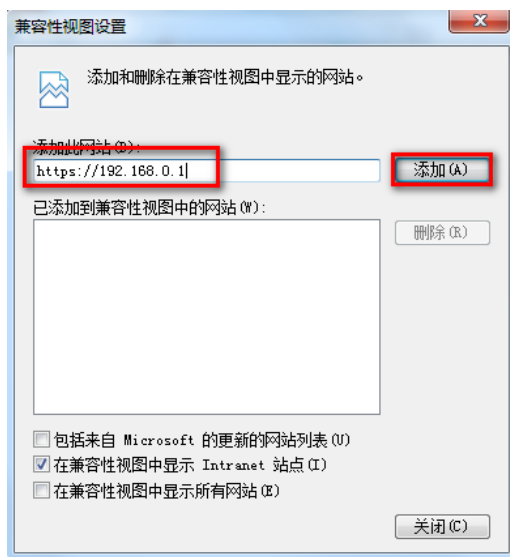 兼容性视图设置
添加和删除在兼容性视图中显示的网站。
添加此网站(D):
https://192.168.0.1
添加(A)
已添加到兼容性视图中的网站(W):
删除(R)
包括来自 Microsoft 的更新的网站列表(U)
在兼容性视图中显示 Intranet 站点(I)
在兼容性视图中显示所有网站(E)
关闭(C)